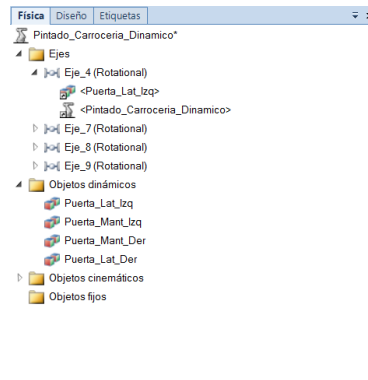 Física Diseño Etiquetas
Pintado_Carroceria_Dinamico*
Ejes
Eje_4 (Rotational)
<Puerta_Lat_Izq>
<Pintado_Carroceria_Dinamico>
Eje_7 (Rotational)
Eje_8 (Rotational)
Eje_9 (Rotational)
Objetos dinámicos
Puerta_Lat_Izq
Puerta_Mant_Izq
Puerta_Mant_Der
Puerta_Lat_Der
Objetos cinemáticos
Objetos fijos